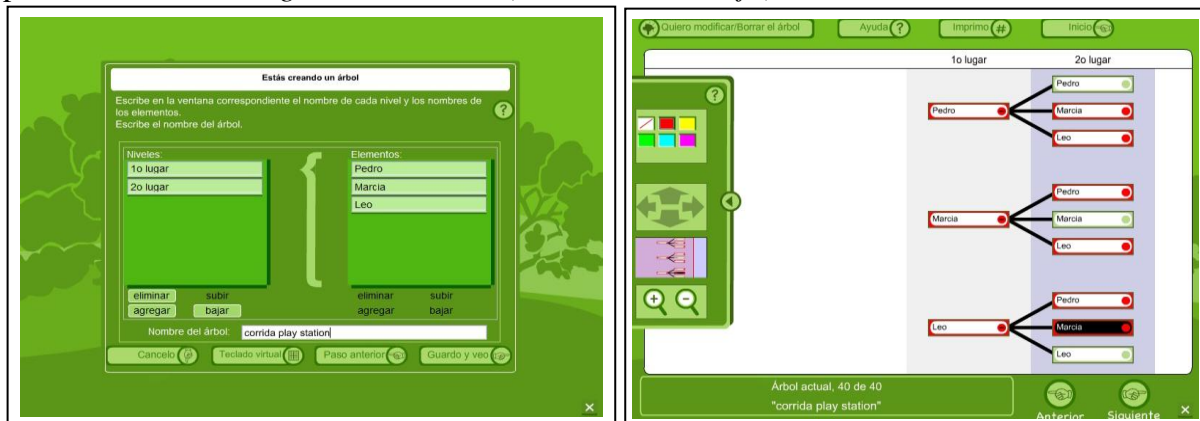 Estás creando un árbol
Escribe en la ventana correspondiente el nombre de cada nivel y los nombres de
los elementos.
Escribe el nombre del árbol.
?
Niveles:
1o lugar
2o lugar
Elementos:
Pedro
Marcia
Leo
eliminar subir
agregar bajar
eliminar subir
agregar bajar
Nombre del árbol: corrida play station
Cancelo
Teclado virtual
Paso anterior
Guardo y veo
×
Quiero modificar/Borrar el árbol
Ayuda ?
Imprimo #
Inicio
1o lugar 2o lugar
?
Pedro
Pedro
Marcia
Leo
Marcia
Pedro
Marcia
Leo
Leo
Pedro
Marcia
Leo
Árbol actual, 40 de 40
"corrida play station"
Anterior
Siguiente
×